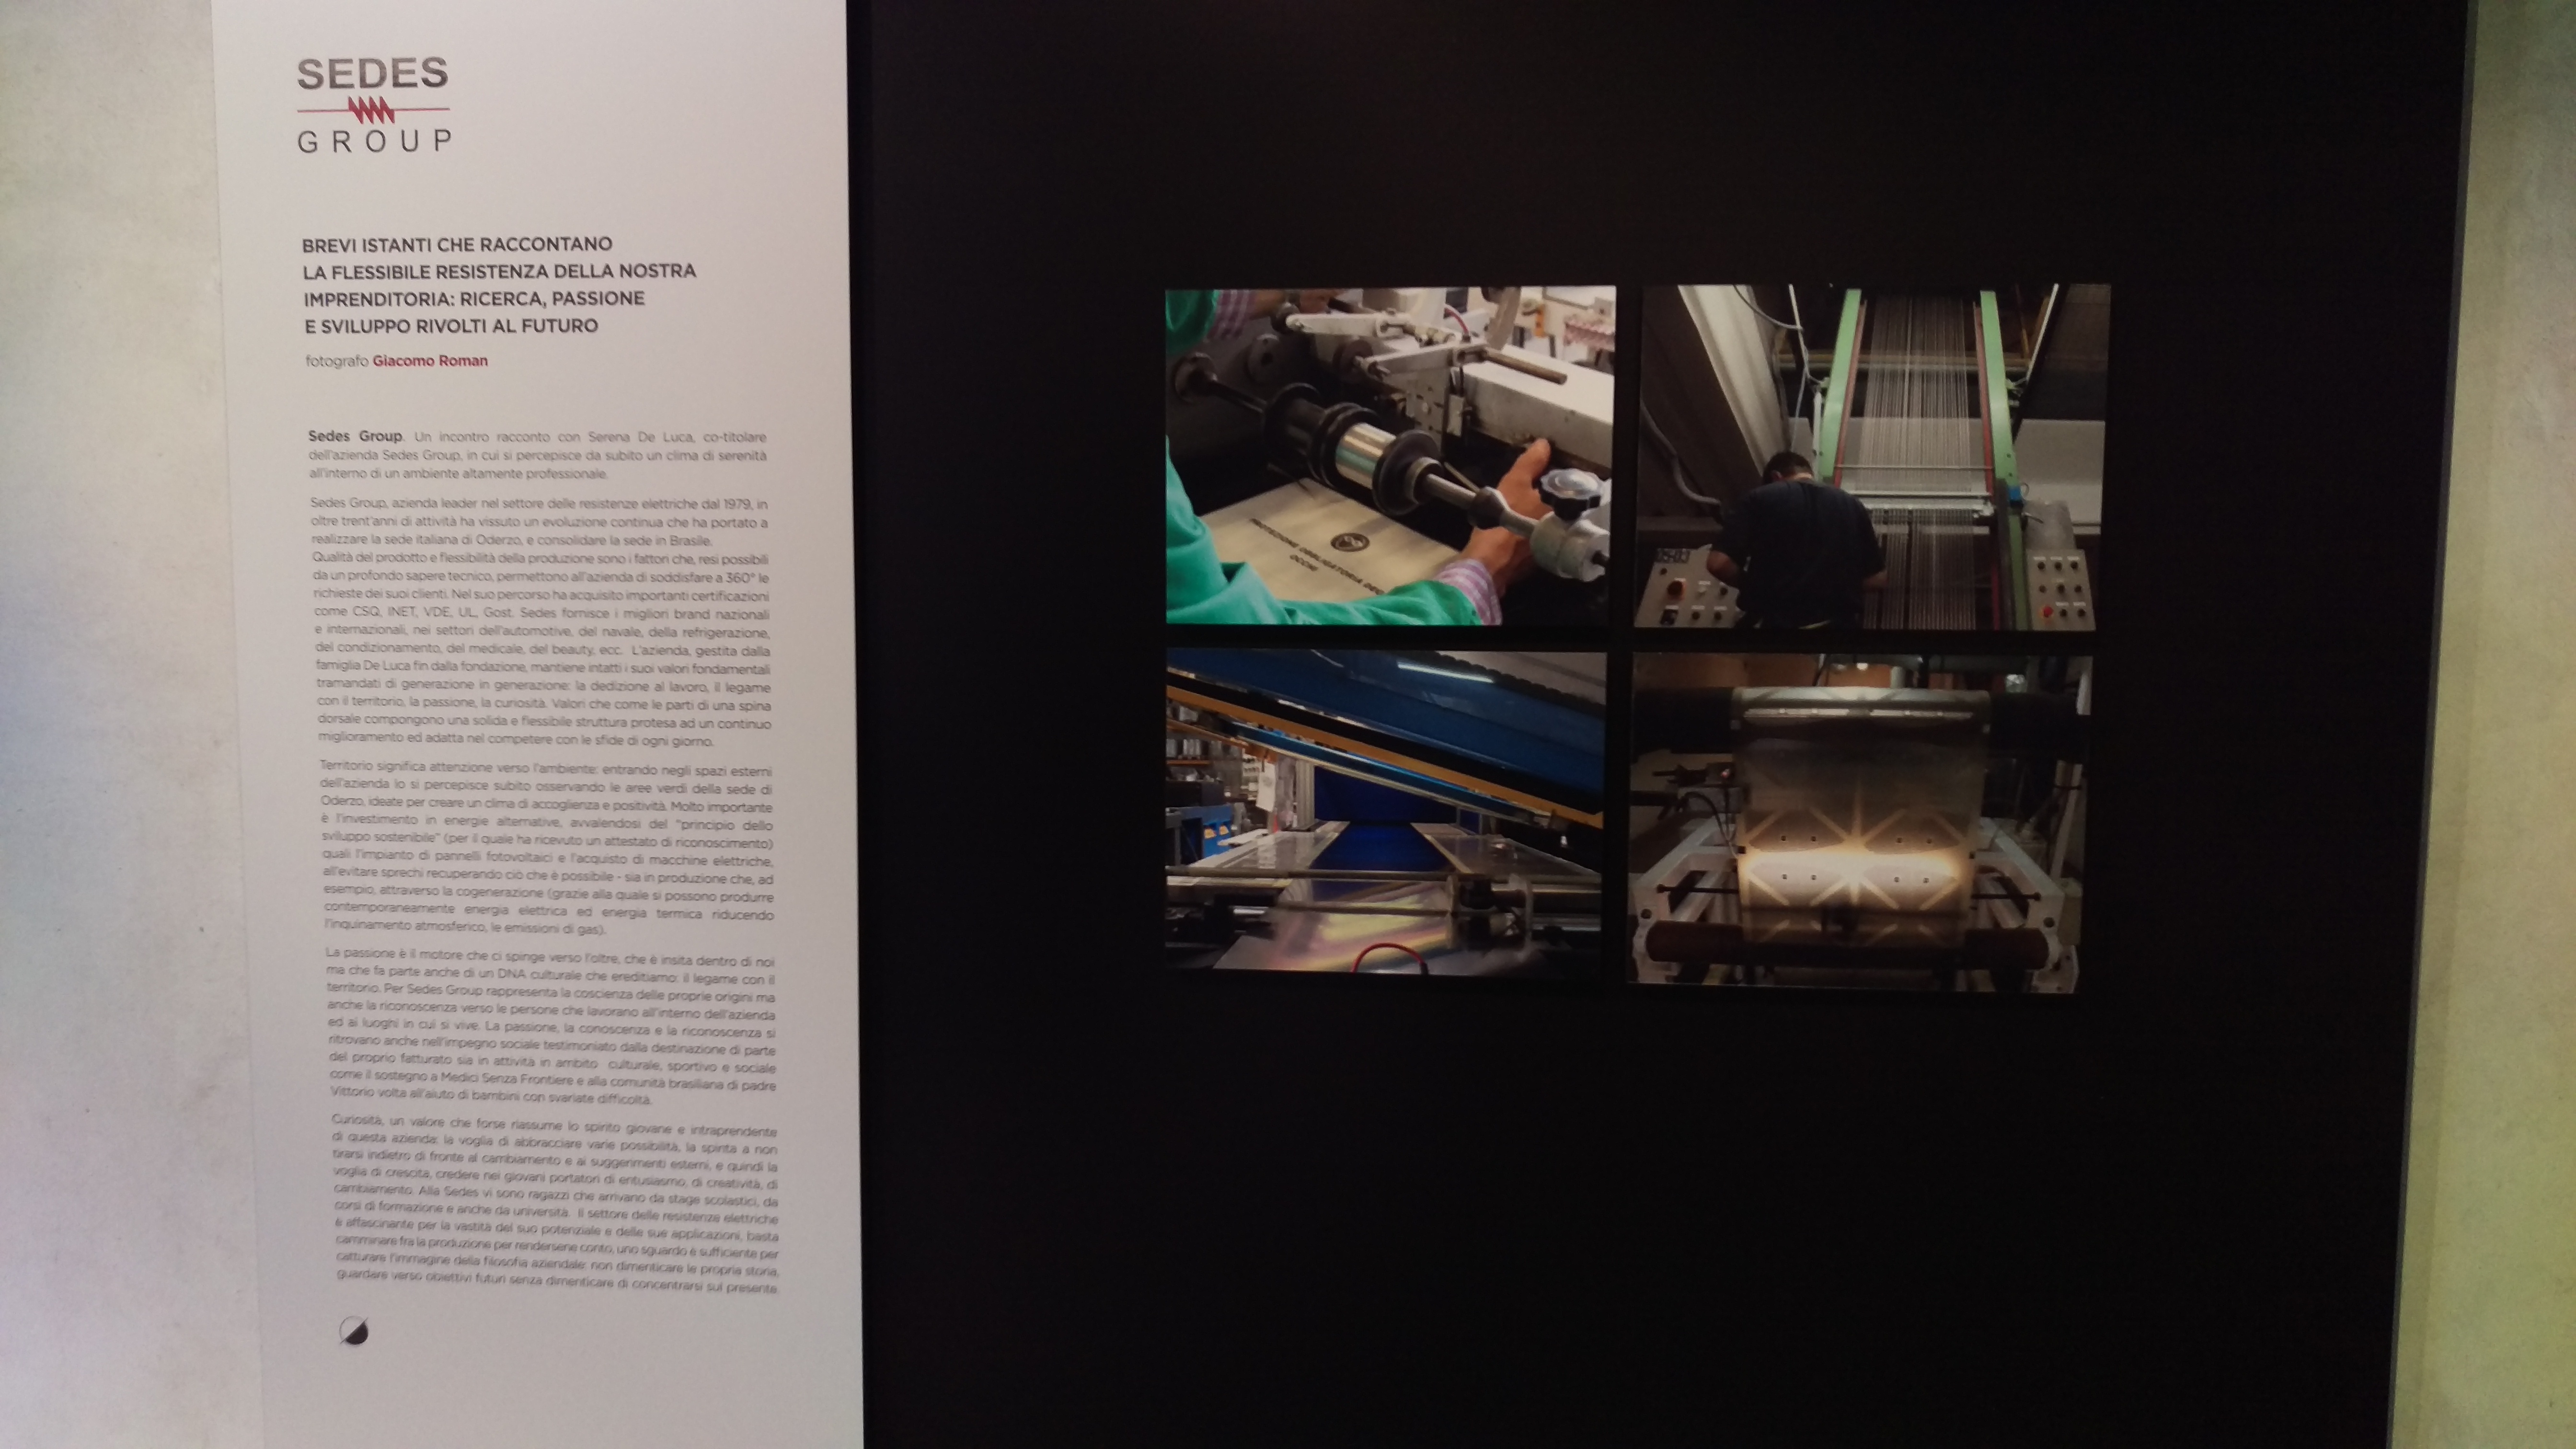 SEDES
GROUP
BREVI ISTANTI CHE RACCONTANO
LA FLESSIBILE RESISTENZA DELLA NOSTRA
IMPRENDITORIA: RICERCA, PASSIONE
E SVILUPPO RIVOLTI AL FUTURO
fotografo Giacomo Roman
Sedes Group. Un incontro racconto con Serena De Luca, co-titolare
dell'azienda Sedes Group, in cui si percepisce da subito un clima di serenità
all'interno di un ambiente altamente professionale.
Sedes Group, azienda leader nel settore delle resistenze elettriche dal 1979, in
oltre trent'anni di attività ha vissuto un evoluzione continua che ha portato a
realizzare la sede italiana di Oderzo, e consolidare la sede in Brasile.
Qualità del prodotto e flessibilità della produzione sono i fattori che, resi possibili
da un profondo sapere tecnico, permettono all'azienda di soddisfare a 360° le
richieste dei suoi clienti. Nel suo percorso ha acquisito importanti certificazioni
come CSQ, INET, VDE, UL, Gost. Sedes fornisce i migliori brand nazionali
e internazionali, nei settori dell'automotive, del navale, della refrigerazione,
del condizionamento, del medicale, del beauty, ecc. L'azienda, gestita dalla
famiglia De Luca fin dalla fondazione, mantiene intatti i suoi valori fondamentali
tramandati di generazione in generazione: la dedizione al lavoro, il legame
con il territorio, la passione, la curiosità. Valori che come le parti di una spina
dorsale compongono una solida e flessibile struttura protesa ad un continuo
miglioramento ed adatta nel competere con le sfide di ogni giorno.
Territorio significa attenzione verso l'ambiente: entrando negli spazi esterni
dell'azienda lo si percepisce subito osservando le aree verdi della sede di
Oderzo, ideate per creare un clima di accoglienza e positività. Molto importante
è l'investimento in energie alternative, avvalendosi del "principio dello
sviluppo sostenibile" (per il quale ha ricevuto un attestato di riconoscimento)
quali l'impianto di pannelli fotovoltaici e l'acquisto di macchine elettriche,
all'evitare sprechi recuperando ciò che è possibile - sia in produzione che, ad
esempio, attraverso la cogenerazione (grazie alla quale si possono produrre
contemporaneamente energia elettrica ed energia termica riducendo
l'inquinamento atmosferico, le emissioni di gas).
La passione è il motore che ci spinge verso l'oltre, che è insita dentro di noi
ma che fa parte anche di un DNA culturale che ereditiamo: il legame con il
territorio. Per Sedes Group rappresenta la coscienza delle proprie origini ma
anche la riconoscenza verso le persone che lavorano all'interno dell'azienda
ed ai luoghi in cui si vive. La passione, la conoscenza e la riconoscenza si
ritrovano anche nell'impegno sociale testimoniato dalla destinazione di parte
del proprio fatturato sia in attività in ambito culturale, sportivo e sociale
come il sostegno a Medici Senza Frontiere e alla comunità brasiliana di padre
Vittorio volta all'aiuto di bambini con svariate difficoltà.
Curiosità, un valore che forse riassume lo spirito giovane e intraprendente
di questa azienda: la voglia di abbracciare varie possibilità, la spinta a non
tirarsi indietro di fronte al cambiamento e ai suggerimenti esterni, e quindi la
voglia di crescita, credere nei giovani portatori di entusiasmo, di creatività, di
cambiamento. Alla Sedes vi sono ragazzi che arrivano da stage scolastici, da
corsi di formazione e anche da università. Il settore delle resistenze elettriche
è affascinante per la vastità del suo potenziale e delle sue applicazioni, basta
camminare fra la produzione per rendersene conto, uno sguardo è sufficiente per
catturare l'immagine della filosofia aziendale: non dimenticare la propria storia,
guardare verso obiettivi futuri senza dimenticare di concentrarsi sul presente.
PROTEZIONE OBBLIGATORIA DEGLI
OCCHI